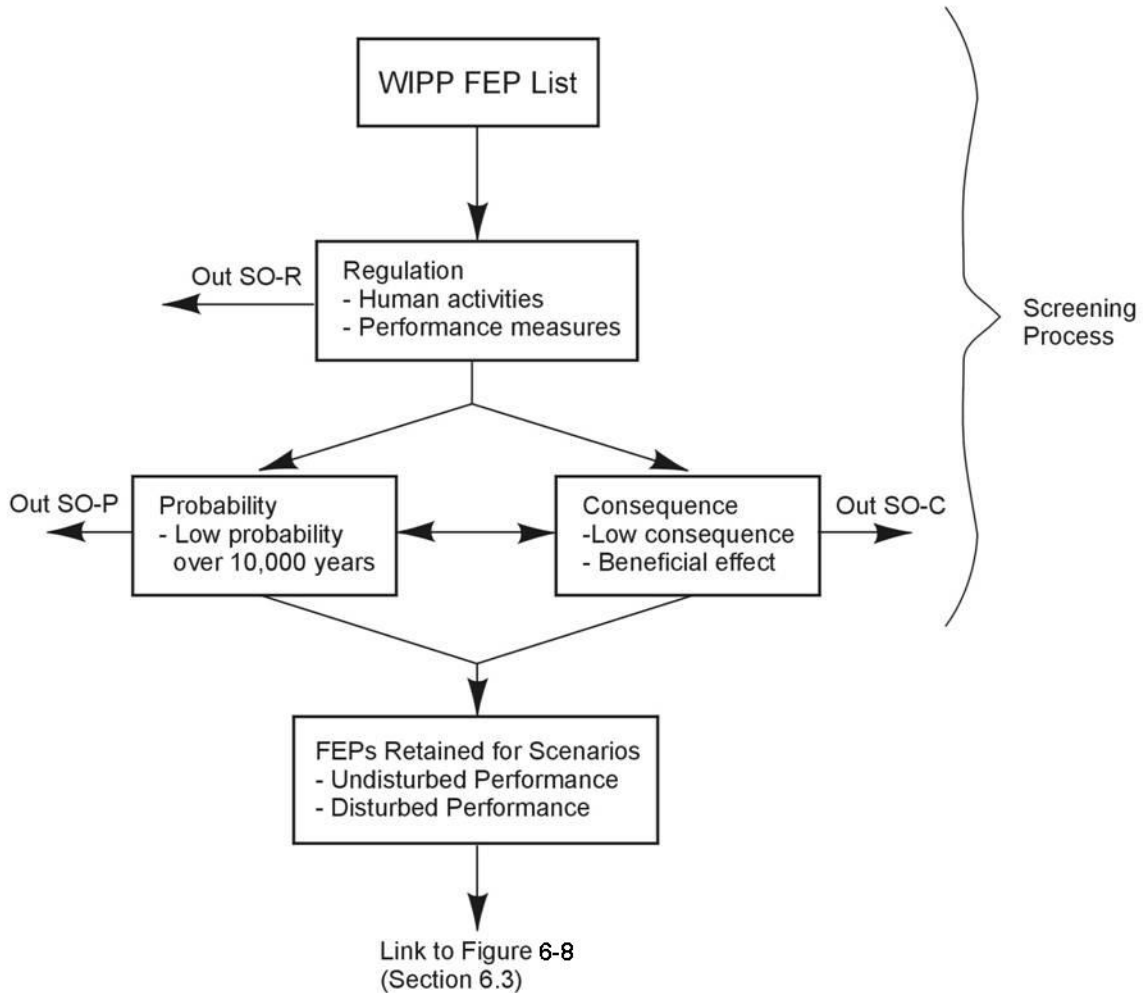 WIPP FEP List
Out SO-R
Regulation
- Human activities
- Performance measures
Screening
Process
Out SO-P
Probability
- Low probability
over 10,000 years
Consequence
-Low consequence
- Beneficial effect
Out SO-C
FEPs Retained for Scenarios
- Undisturbed Performance
- Disturbed Performance
Link to Figure 6-8
(Section 6.3)